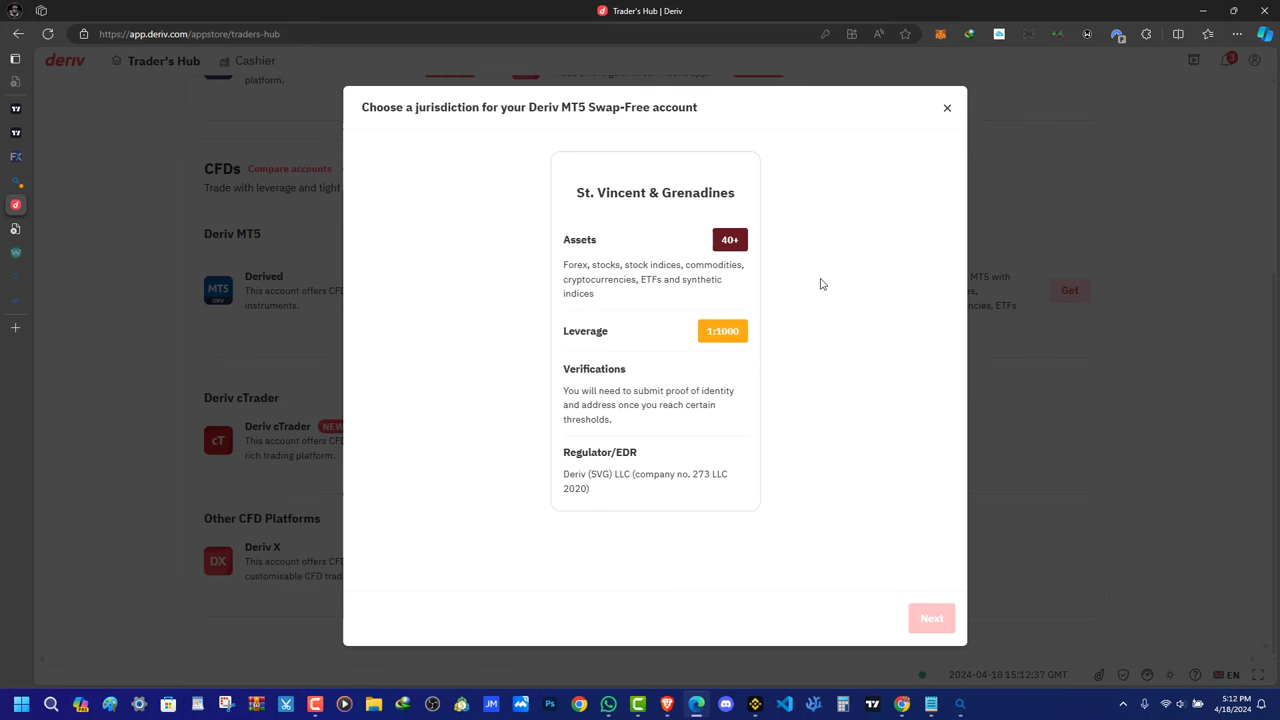 Trader's Hub | Deriv
https://app.deriv.com/appstore/traders-hub
deriv
Trader's Hub
Cashier
3
platform.
Choose a jurisdiction for your Deriv MT5 Swap-Free account
CFDs
Compare accounts
Trade with leverage and tight
Deriv MT5
Derived
This account offers CFD
instruments.
MT5 with
ies, ETFs
Get
Deriv cTrader
Deriv cTrader NEW
This account offers CFD
rich trading platform.
Other CFD Platforms
Deriv X
This account offers CFD
customisable CFD trad
St. Vincent & Grenadines
Assets 40+
Forex, stocks, stock indices, commodities,
cryptocurrencies, ETFs and synthetic
indices
Leverage 1:1000
Verifications
You will need to submit proof of identity
and address once you reach certain
thresholds.
Regulator/EDR
Deriv (SVG) LLC (company no. 273 LLC
2020)
Next
2024-04-18 15:12:37 GMT
EN
5:12 PM
4/18/2024